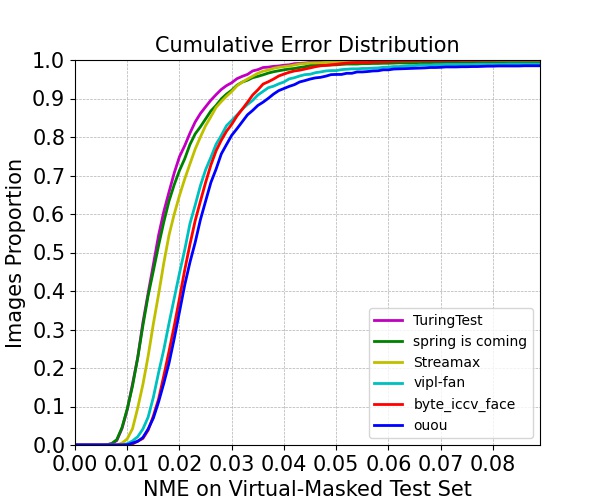 Cumulative Error Distribution
Images Proportion
1.0
0.9
0.8
0.7
0.6
0.5
0.4
0.3
0.2
0.1
0.0
TuringTest
spring is coming
Streamax
vipl-fan
byte_iccv_face
ouou
0.00 0.01 0.02 0.03 0.04 0.05 0.06 0.07 0.08
NME on Virtual-Masked Test Set